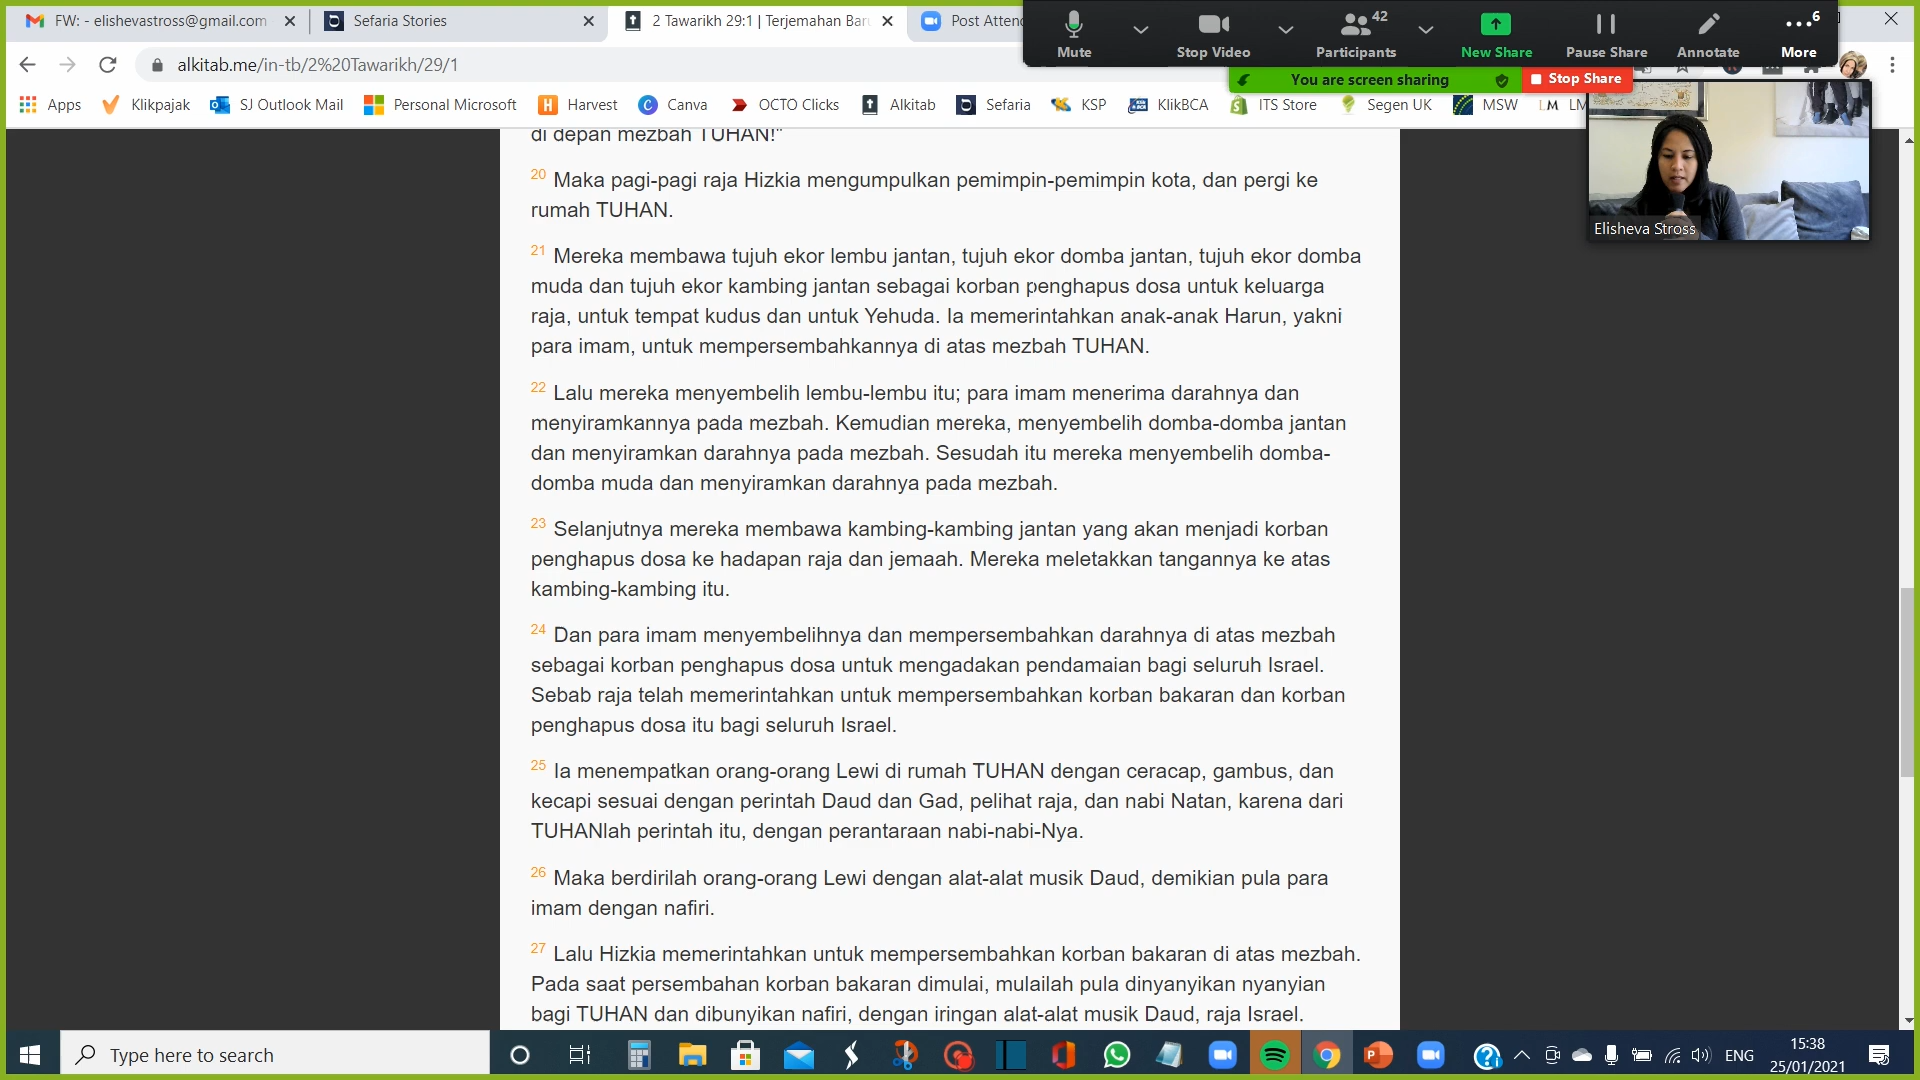 FW: - elishevastross@gmail.com
Sefaria Stories
2 Tawarikh 29:1 | Terjemahan Baru
Post Atten
alkitab.me/in-tb/2%20Tawarikh/29/1
Mute
Stop Video
42
Participants
New Share
Pause Share
Annotate
6
More
You are screen sharing
Stop Share
Apps
Klikpajak
SJ Outlook Mail
Personal Microsoft
Harvest
Canva
OCTO Clicks
Alkitab
Sefaria
KSP
KlikBCA
ITS Store
Segen UK
MSW
LM
Elisheva Stross
di depan mezbah TUHAN!"
20 Maka pagi-pagi raja Hizkia mengumpulkan pemimpin-pemimpin kota, dan pergi ke
rumah TUHAN.
21 Mereka membawa tujuh ekor lembu jantan, tujuh ekor domba jantan, tujuh ekor domba
muda dan tujuh ekor kambing jantan sebagai korban penghapus dosa untuk keluarga
raja, untuk tempat kudus dan untuk Yehuda. Ia memerintahkan anak-anak Harun, yakni
para imam, untuk mempersembahkannya di atas mezbah TUHAN.
22 Lalu mereka menyembelih lembu-lembu itu; para imam menerima darahnya dan
menyiramkannya pada mezbah. Kemudian mereka, menyembelih domba-domba jantan
dan menyiramkan darahnya pada mezbah. Sesudah itu mereka menyembelih domba-
domba muda dan menyiramkan darahnya pada mezbah.
23 Selanjutnya mereka membawa kambing-kambing jantan yang akan menjadi korban
penghapus dosa ke hadapan raja dan jemaah. Mereka meletakkan tangannya ke atas
kambing-kambing itu.
24 Dan para imam menyembelihnya dan mempersembahkan darahnya di atas mezbah
sebagai korban penghapus dosa untuk mengadakan pendamaian bagi seluruh Israel.
Sebab raja telah memerintahkan untuk mempersembahkan korban bakaran dan korban
penghapus dosa itu bagi seluruh Israel.
25 Ia menempatkan orang-orang Lewi di rumah TUHAN dengan ceracap, gambus, dan
kecapi sesuai dengan perintah Daud dan Gad, pelihat raja, dan nabi Natan, karena dari
TUHANlah perintah itu, dengan perantaraan nabi-nabi-Nya.
26 Maka berdirilah orang-orang Lewi dengan alat-alat musik Daud, demikian pula para
imam dengan nafiri.
27 Lalu Hizkia memerintahkan untuk mempersembahkan korban bakaran di atas mezbah.
Pada saat persembahan korban bakaran dimulai, mulailah pula dinyanyikan nyanyian
bagi TUHAN dan dibunyikan nafiri, dengan iringan alat-alat musik Daud, raja Israel.
Type here to search
ENG
15:38
25/01/2021